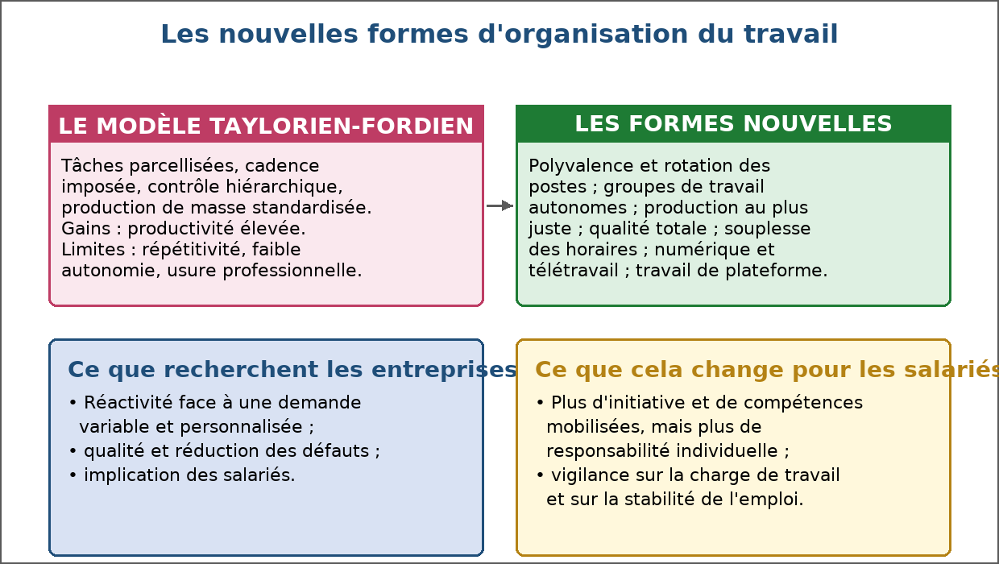 Les nouvelles formes d'organisation du travail
LE MODÈLE TAYLORIEN-FORDIEN
Tâches parcellisées, cadence
imposée, contrôle hiérarchique,
production de masse standardisée.
Gains : productivité élevée.
Limites : répétitivité, faible
autonomie, usure professionnelle.
LES FORMES NOUVELLES
Polyvalence et rotation des
postes ; groupes de travail
autonomes ; production au plus
juste ; qualité totale ; souplesse
des horaires ; numérique et
télétravail ; travail de plateforme.
Ce que recherchent les entreprises
• Réactivité face à une demande
variable et personnalisée ;
• qualité et réduction des défauts ;
• implication des salariés.
Ce que cela change pour les salariés
• Plus d'initiative et de compétences
mobilisées, mais plus de
responsabilité individuelle ;
• vigilance sur la charge de travail
et sur la stabilité de l'emploi.